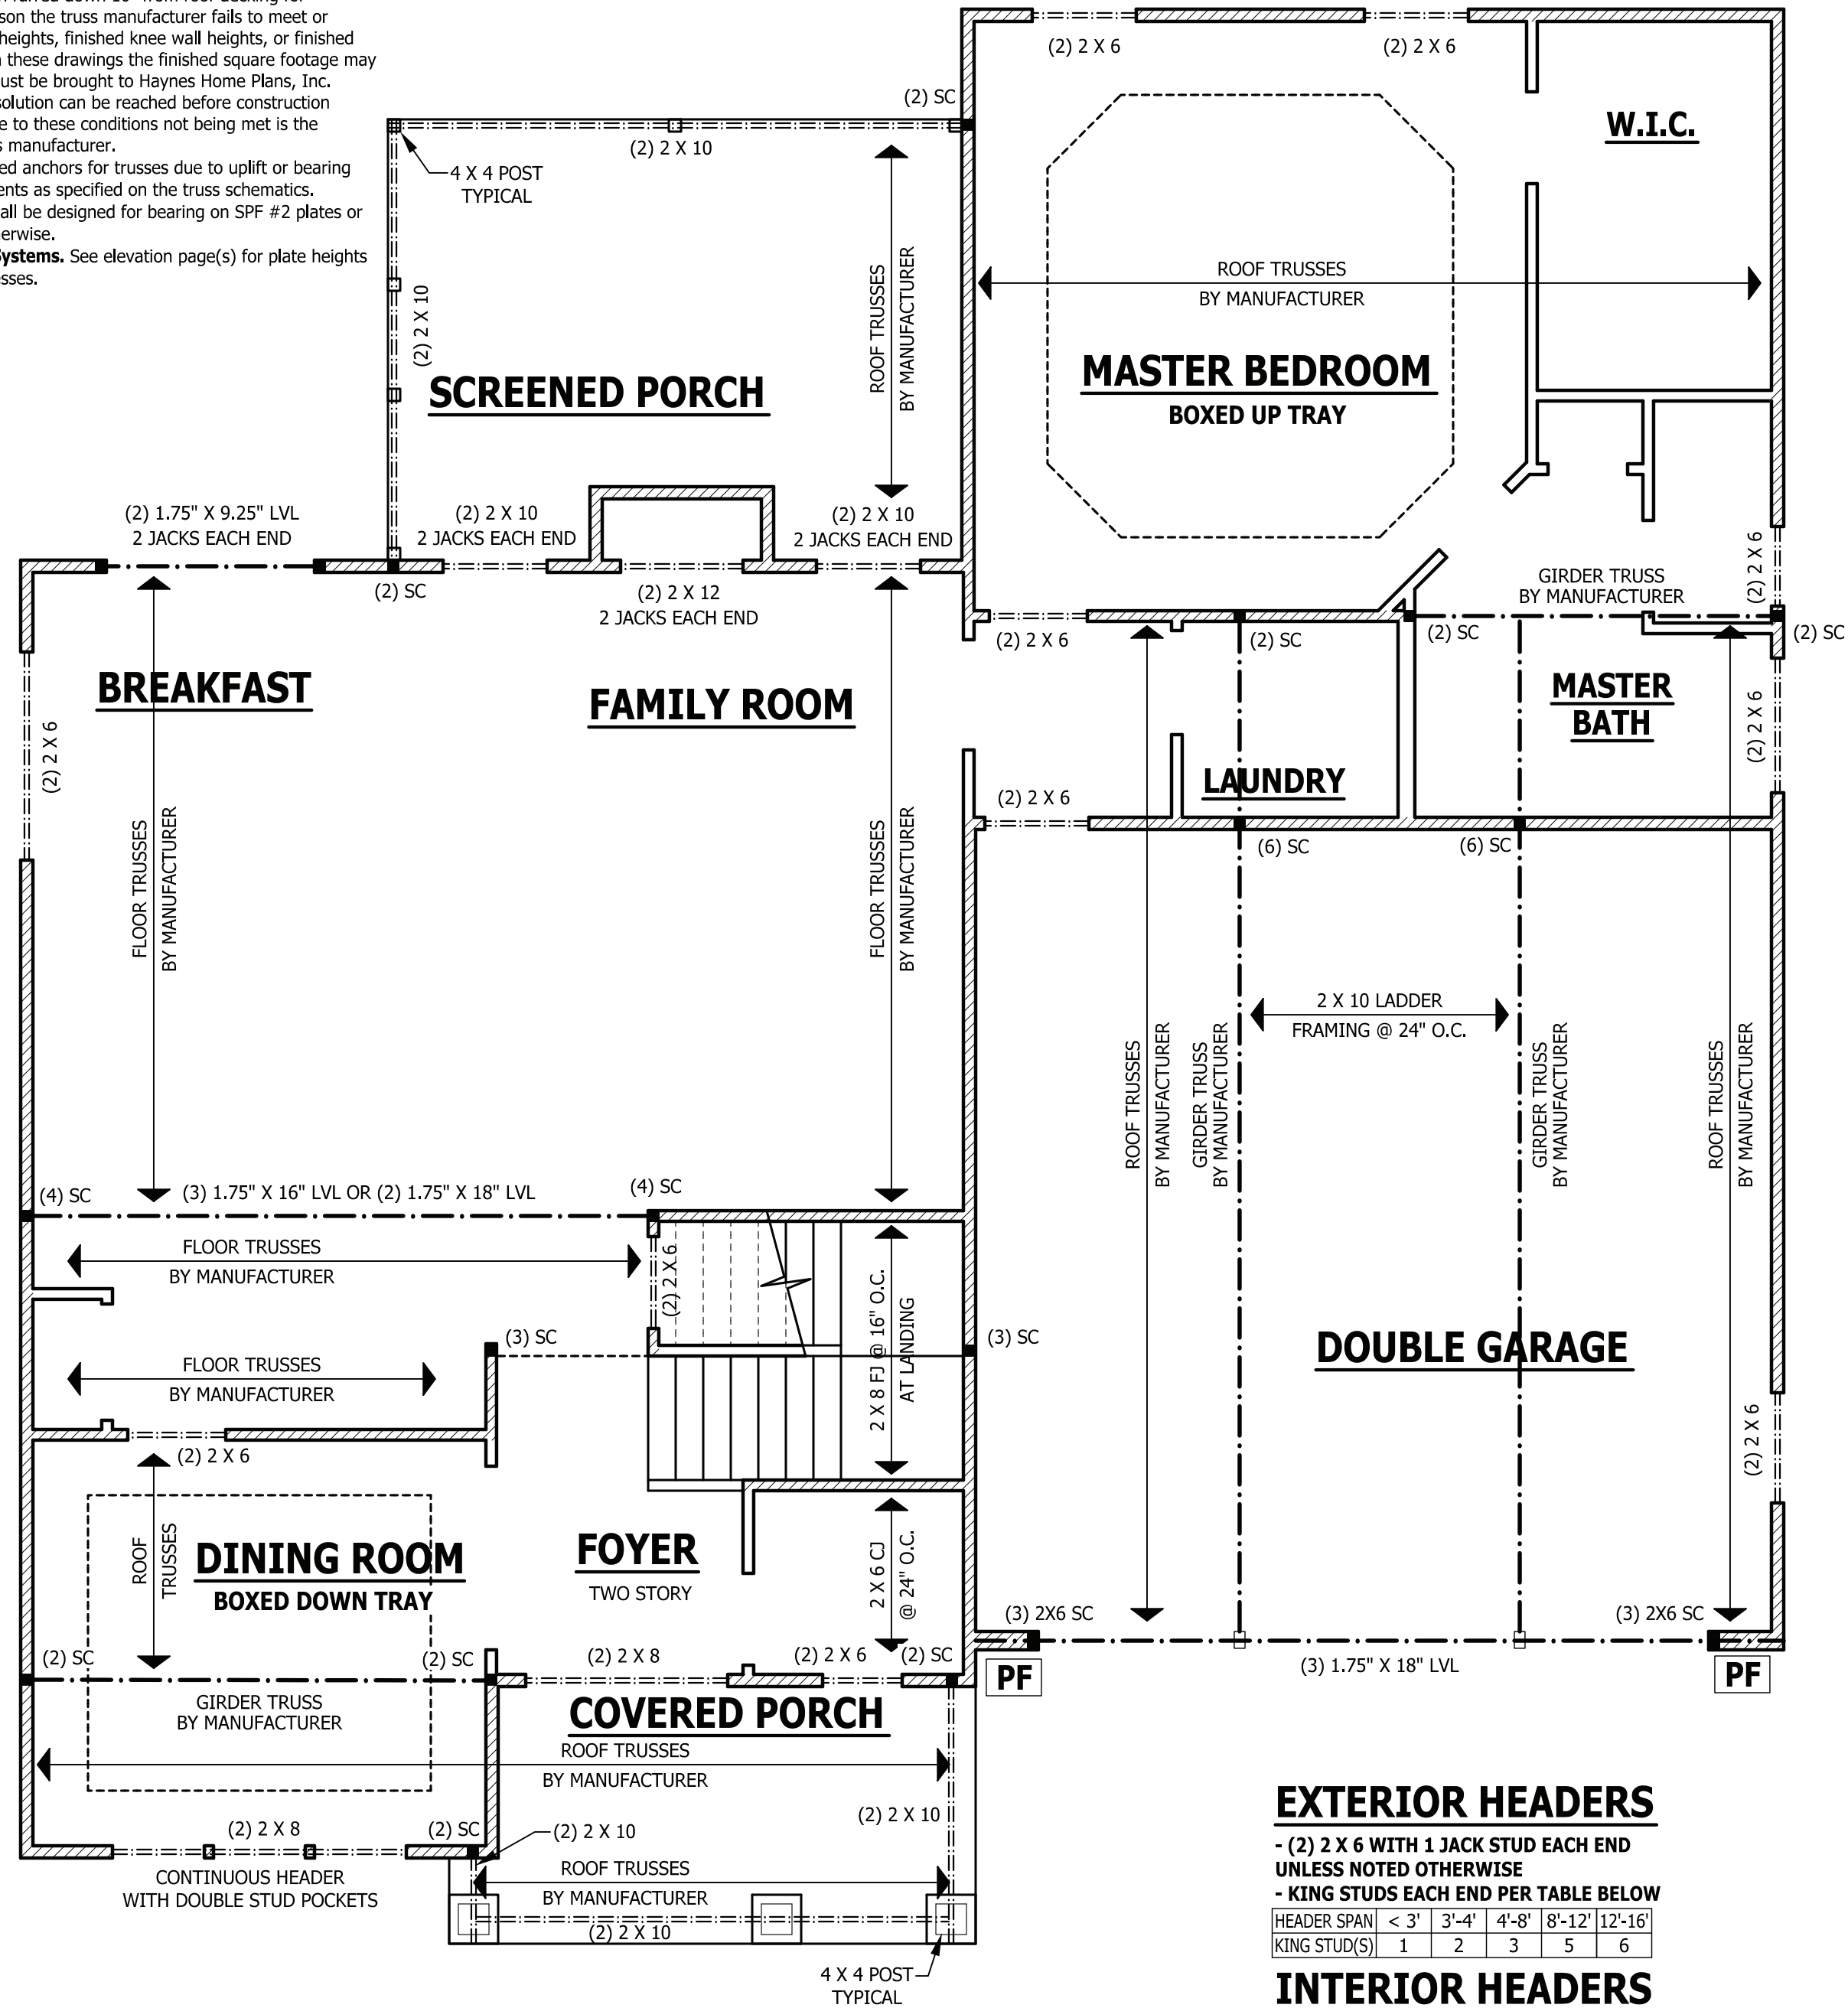 son the truss manufacturer fails to meet or
heights, finished knee wall heights, or finished
these drawings the finished square footage may
ust be brought to Haynes Home Plans, Inc.
solution can be reached before construction
e to these conditions not being met is the
s manufacturer.
ed anchors for trusses due to uplift or bearing
ents as specified on the truss schematics.
all be designed for bearing on SPF #2 plates or
erwise.
Systems. See elevation page(s) for plate heights
sses.
(2) 2 X 6
(2) 2 X 6
(2) SC
W.I.C.
(2) 2 X 10
4 X 4 POST
TYPICAL
(2) 2 X 10
ROOF TRUSSES
BY MANUFACTURER
SCREENED PORCH
ROOF TRUSSES
BY MANUFACTURER
MASTER BEDROOM
BOXED UP TRAY
(2) 1.75" X 9.25" LVL
2 JACKS EACH END
(2) 2 X 10
2 JACKS EACH END
(2) 2 X 10
2 JACKS EACH END
(2) SC
(2) 2 X 12
2 JACKS EACH END
(2) 2 X 6
GIRDER TRUSS
BY MANUFACTURER
(2) 2 X 6
(2) SC
(2) SC
(2) SC
BREAKFAST
FAMILY ROOM
MASTER
BATH
(2) 2 X 6
(2) 2 X 6
LAUNDRY
(2) 2 X 6
(6) SC
(6) SC
FLOOR TRUSSES
BY MANUFACTURER
FLOOR TRUSSES
BY MANUFACTURER
2 X 10 LADDER
FRAMING @ 24" O.C.
ROOF TRUSSES
BY MANUFACTURER
GIRDER TRUSS
BY MANUFACTURER
GIRDER TRUSS
BY MANUFACTURER
ROOF TRUSSES
BY MANUFACTURER
(4) SC
(3) 1.75" X 16" LVL OR (2) 1.75" X 18" LVL
(4) SC
FLOOR TRUSSES
BY MANUFACTURER
(2) 2 X 6
2 X 8 FJ @ 16" O.C.
AT LANDING
(3) SC
(3) SC
DOUBLE GARAGE
FLOOR TRUSSES
BY MANUFACTURER
(2) 2 X 6
(2) 2 X 6
ROOF
TRUSSES
DINING ROOM
BOXED DOWN TRAY
FOYER
TWO STORY
2 X 6 CJ
@ 24" O.C.
(3) 2X6 SC
(3) 2X6 SC
(2) SC
(2) SC
(2) 2 X 8
(2) 2 X 6
(2) SC
PF
(3) 1.75" X 18" LVL
PF
GIRDER TRUSS
BY MANUFACTURER
COVERED PORCH
ROOF TRUSSES
BY MANUFACTURER
(2) 2 X 10
(2) 2 X 8
(2) SC
(2) 2 X 10
CONTINUOUS HEADER
WITH DOUBLE STUD POCKETS
ROOF TRUSSES
BY MANUFACTURER
(2) 2 X 10
4 X 4 POST
TYPICAL
EXTERIOR HEADERS
- (2) 2 X 6 WITH 1 JACK STUD EACH END
UNLESS NOTED OTHERWISE
- KING STUDS EACH END PER TABLE BELOW
HEADER SPAN < 3' 3'-4' 4'-8' 8'-12' 12'-16'
KING STUD(S) 1 2 3 5 6
INTERIOR HEADERS